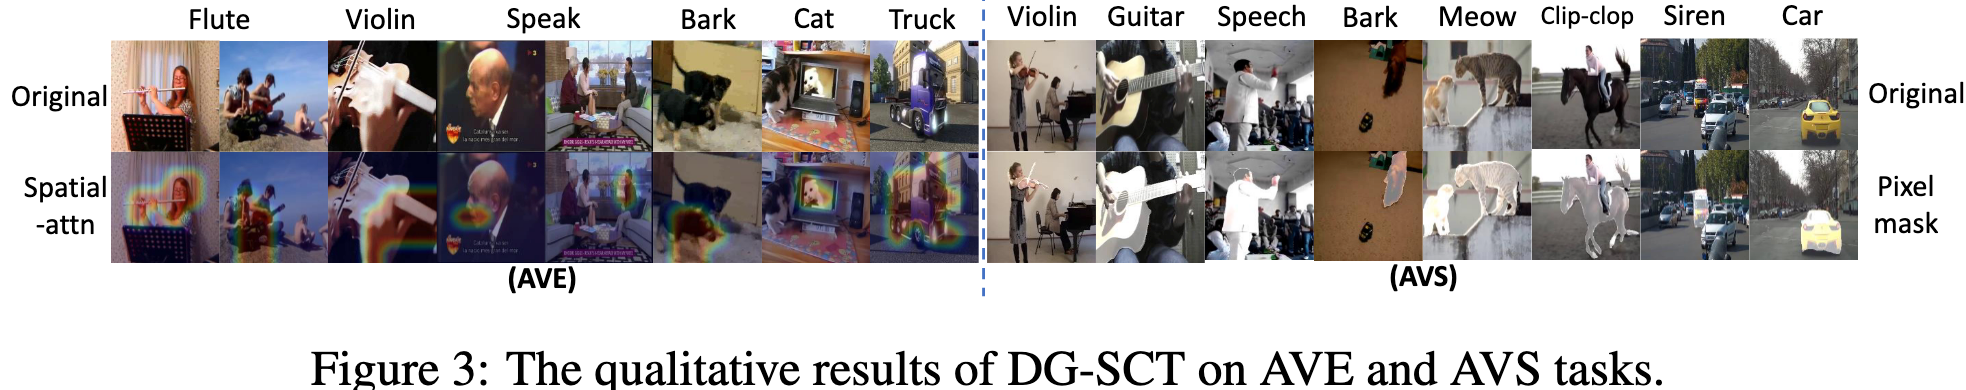 Flute Violin Speak Bark Cat Truck Violin Guitar Speech Bark Meow Clip-clop Siren Car
Original Original
Spatial
-attn
Pixel
mask
(AVE) (AVS)
Figure 3: The qualitative results of DG-SCT on AVE and AVS tasks.